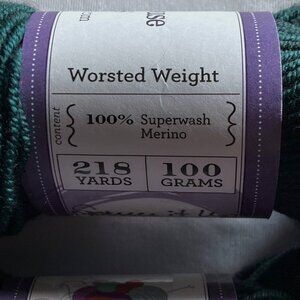 Worsted Weight
content
100% Superwash
Merino
218
YARDS
100
GRAMS